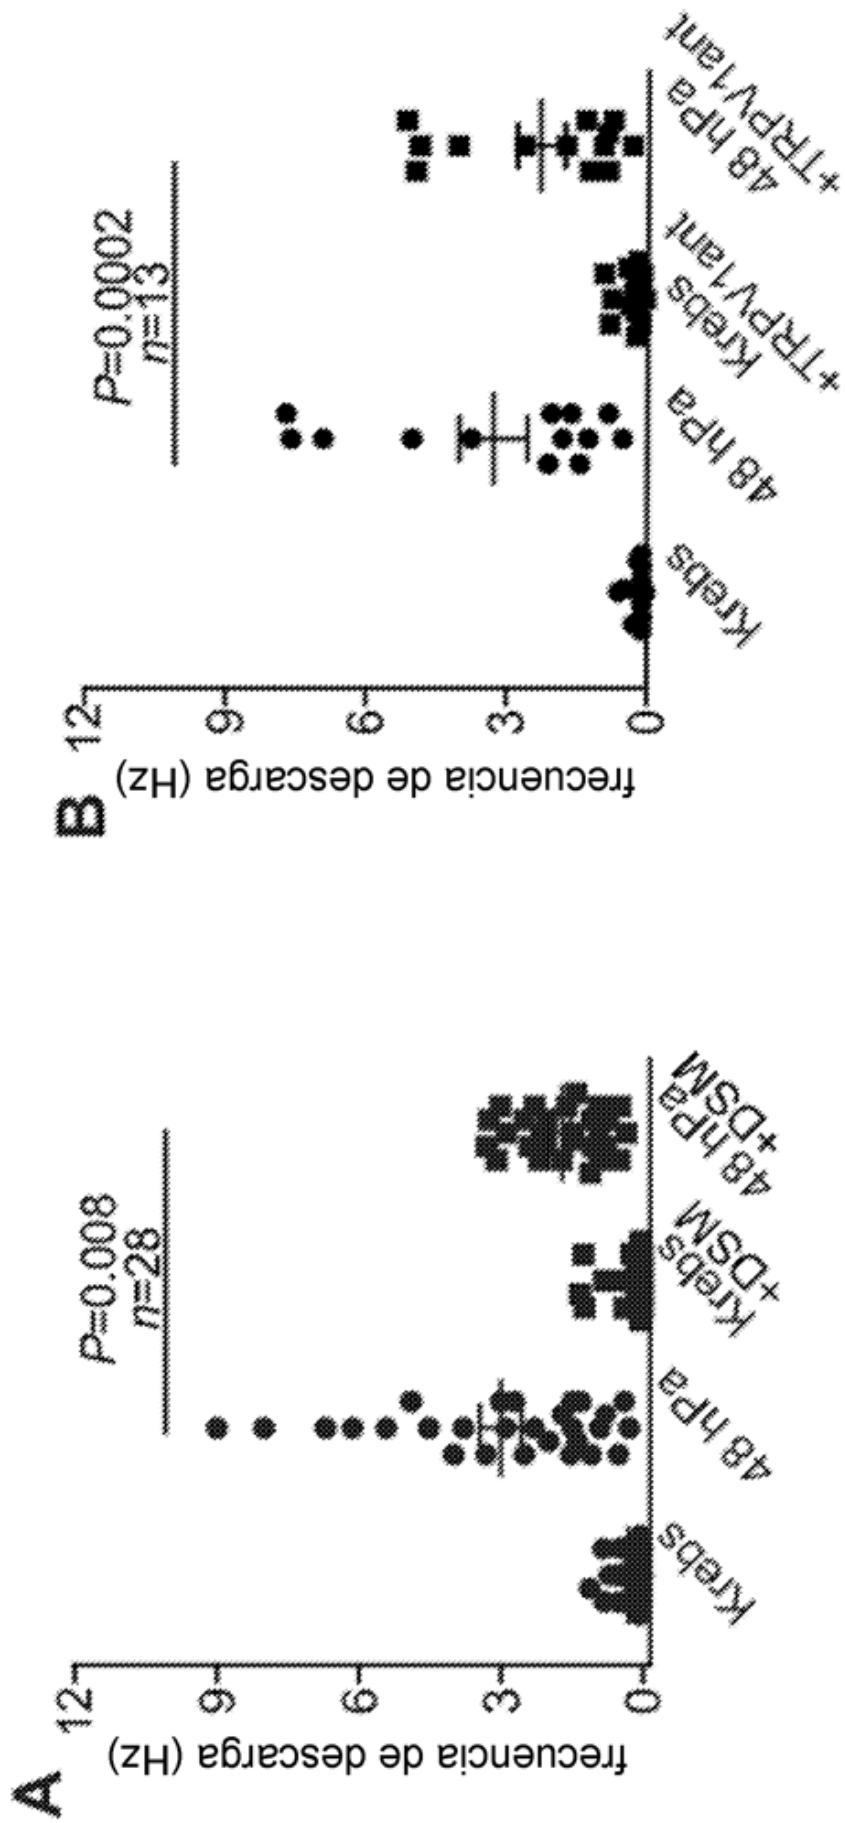 A
frecuencia de descarga (Hz)
12
9
6
3
0
P=0.008
n=28
Krebs
48 hPa
Krebs
+DSM
48 hPa
+DSM
B
frecuencia de descarga (Hz)
12
9
6
3
0
P=0.0002
n=13
Krebs
48 hPa
Krebs
+TRPV1ant
48 hPa
+TRPV1ant